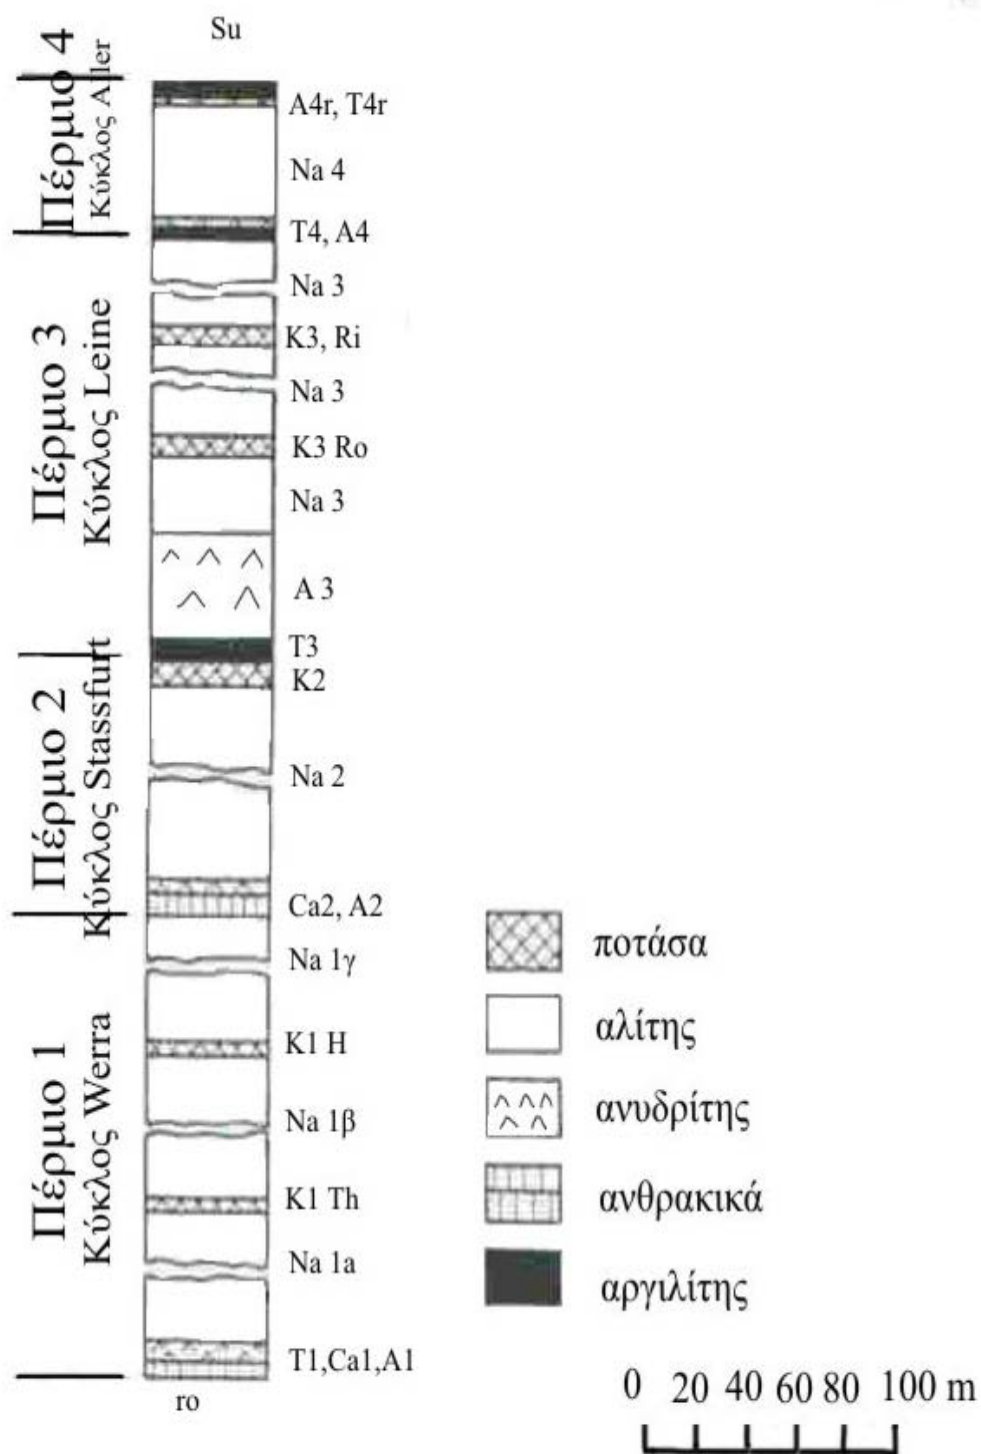 Su
Πέρμιο 4
Κύκλος Aller
A4r, T4r
Na 4
T4, A4
Πέρμιο 3
Κύκλος Leine
Na 3
K3, Ri
Na 3
K3 Ro
Na 3
A 3
T3
Πέρμιο 2
Κύκλος Stassfurt
K2
Na 2
Ca2, A2
Πέρμιο 1
Κύκλος Werra
Na 1γ
K1 H
Na 1β
K1 Th
Na 1a
T1,Ca1,A1
ro
ποτάσα
αλίτης
ανυδρίτης
ανθρακικά
αργιλίτης
0 20 40 60 80 100 m